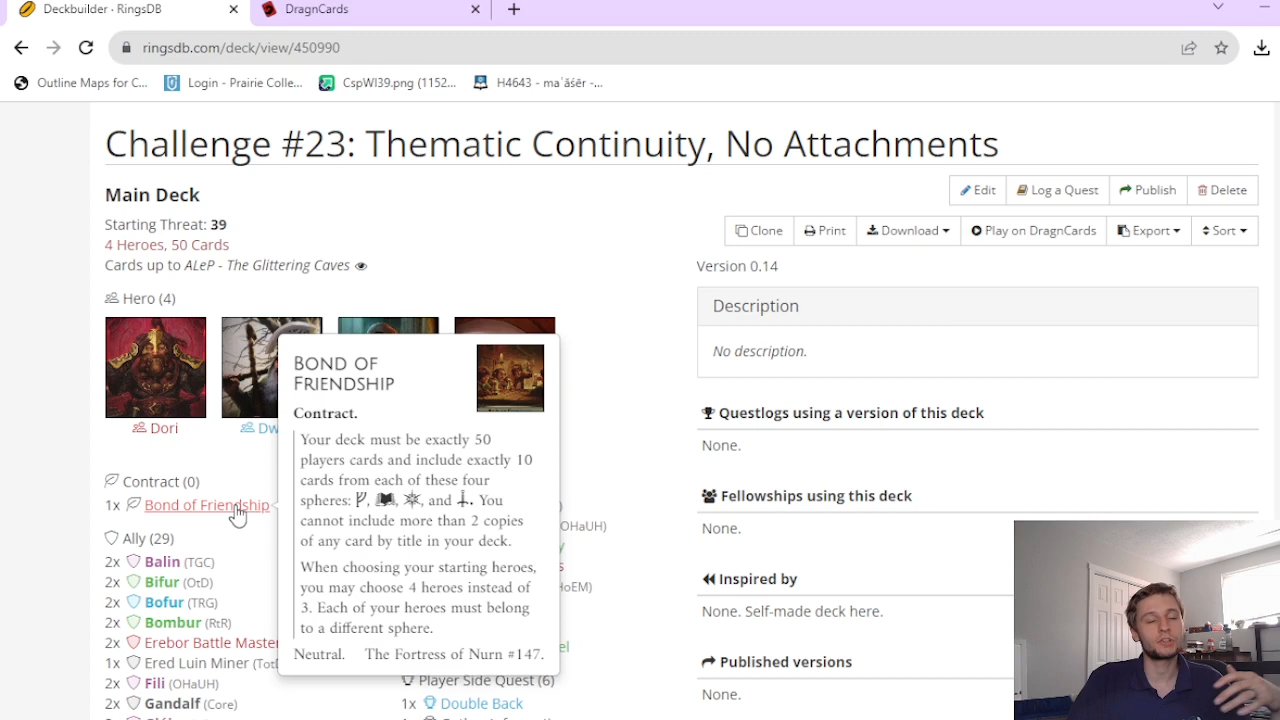 Deckbuilder · RingsDB
DragnCards
ringsdb.com/deck/view/450990
Outline Maps for C...
Login - Prairie Colle...
CspWI39.png (1152...
H4643 - maʿăśēr -...
Challenge #23: Thematic Continuity, No Attachments
Main Deck
Edit
Log a Quest
Publish
Delete
Starting Threat: 39
4 Heroes, 50 Cards
Clone
Print
Download
Play on DragnCards
Export
Sort
Cards up to ALeP - The Glittering Caves
Version 0.14
Hero (4)
Description
No description.
BOND OF
FRIENDSHIP
Contract.
Your deck must be exactly 50
players cards and include exactly 10
cards from each of these four
spheres: , , , and . You
cannot include more than 2 copies
of any card by title in your deck.
When choosing your starting heroes,
you may choose 4 heroes instead of
3. Each of your heroes must belong
to a different sphere.
Neutral. The Fortress of Nurn #147.
Dori
Dw
Contract (0)
1x Bond of Friendship
Ally (29)
2x Balin (TGC)
2x Bifur (OtD)
2x Bofur (TRG)
2x Bombur (RtR)
2x Erebor Battle Master
1x Ered Luin Miner (TotD
2x Fili (OHaUH)
2x Gandalf (Core)
OHaUH)
HoEM)
Player Side Quest (6)
1x Double Back
Questlogs using a version of this deck
None.
Fellowships using this deck
None.
Inspired by
None. Self-made deck here.
Published versions
None.